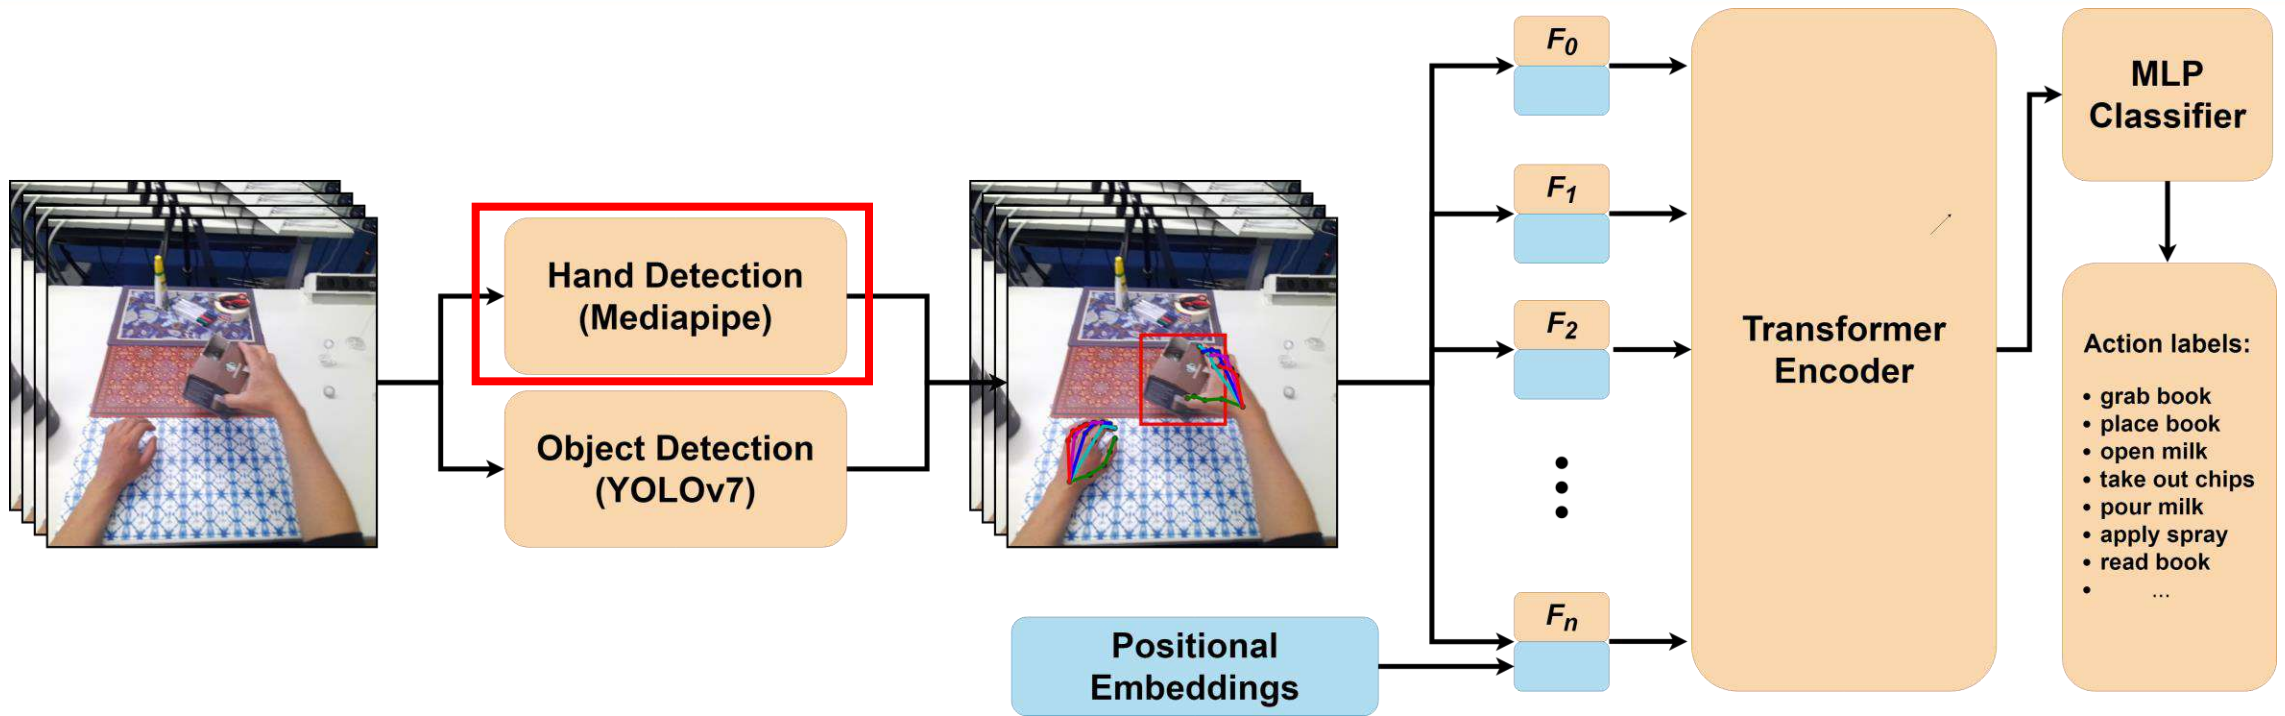 Hand Detection
(Mediapipe)
Object Detection
(YOLOv7)
Positional
Embeddings
F0
F1
F2
Fn
Transformer
Encoder
MLP
Classifier
Action labels:
• grab book
• place book
• open milk
• take out chips
• pour milk
• apply spray
• read book
• ...